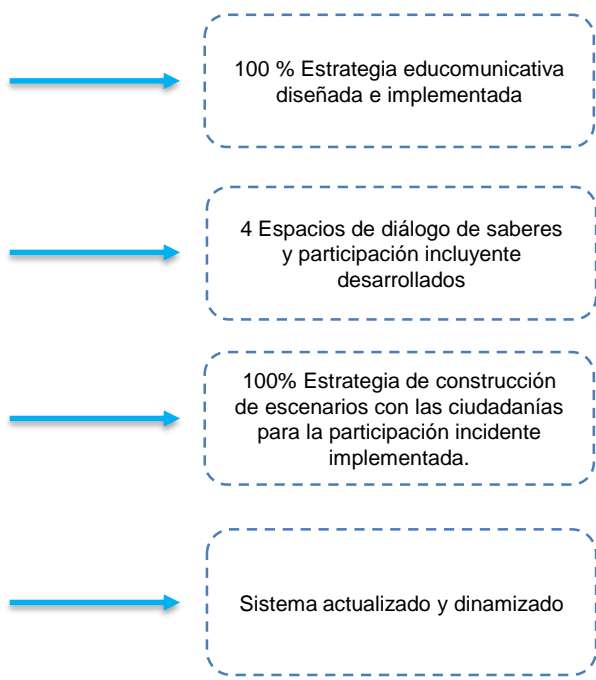 100 % Estrategia educomunicativa
diseñada e implementada
4 Espacios de diálogo de saberes
y participación incluyente
desarrollados
100% Estrategia de construcción
de escenarios con las ciudadanías
para la participación incidente
implementada.
Sistema actualizado y dinamizado